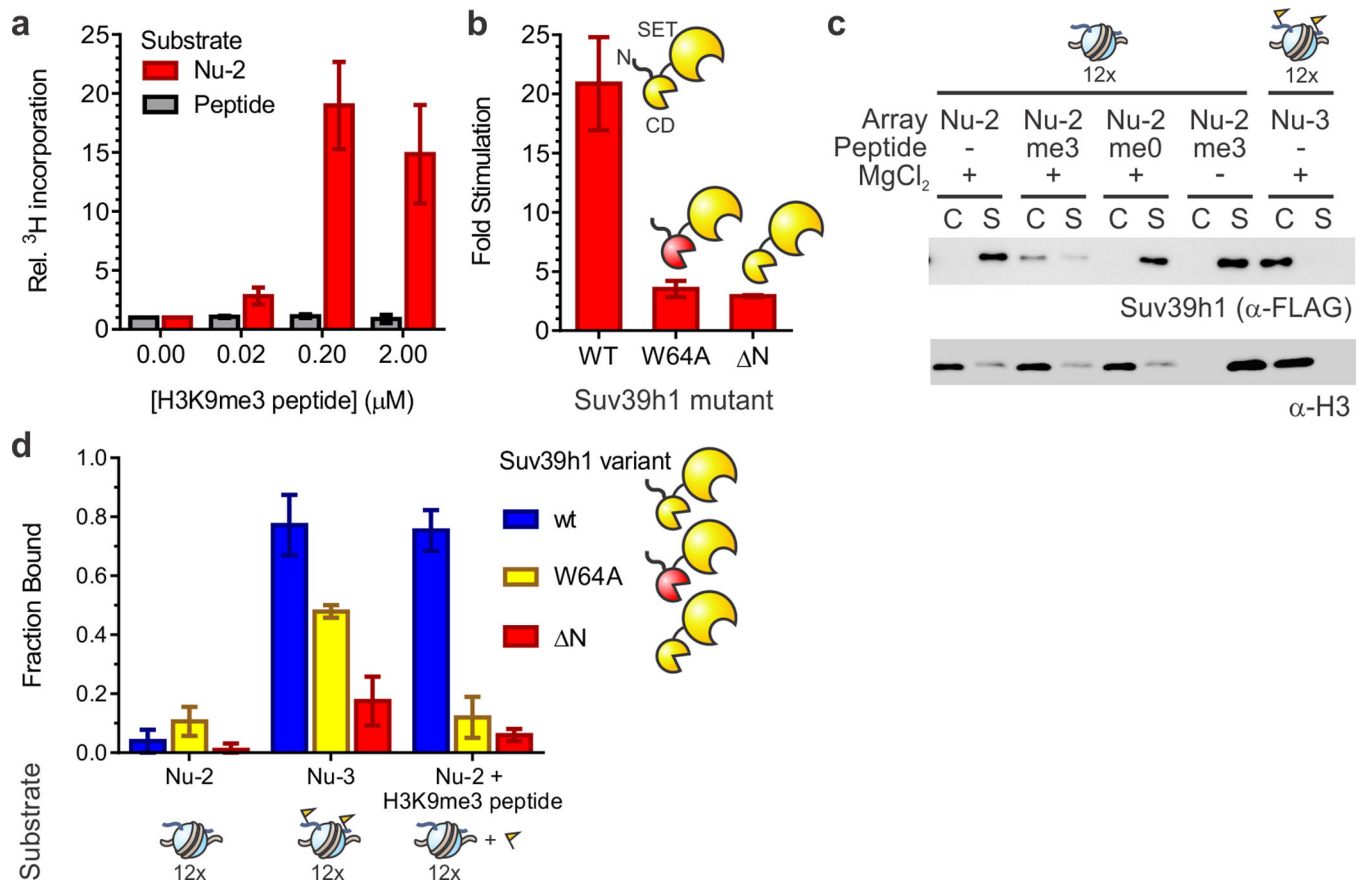 a
Substrate
Nu-2
Peptide
Rel. ³H incorporation
25
20
15
10
5
0
0.00 0.02 0.20 2.00
[H3K9me3 peptide] (μM)
b
Fold Stimulation
25
20
15
10
5
0
SET
N
CD
WT W64A ΔN
Suv39h1 mutant
c
12x 12x
Array Nu-2 Nu-2 Nu-2 Nu-2 Nu-3
Peptide - me3 me0 me3 -
MgCl₂ + + + - +
C S C S C S C S C S
Suv39h1 (α-FLAG)
α-H3
d
Fraction Bound
1.0
0.8
0.6
0.4
0.2
0.0
Suv39h1 variant
wt
W64A
ΔN
Nu-2 Nu-3 Nu-2 +
H3K9me3 peptide
Substrate
+
12x 12x 12x